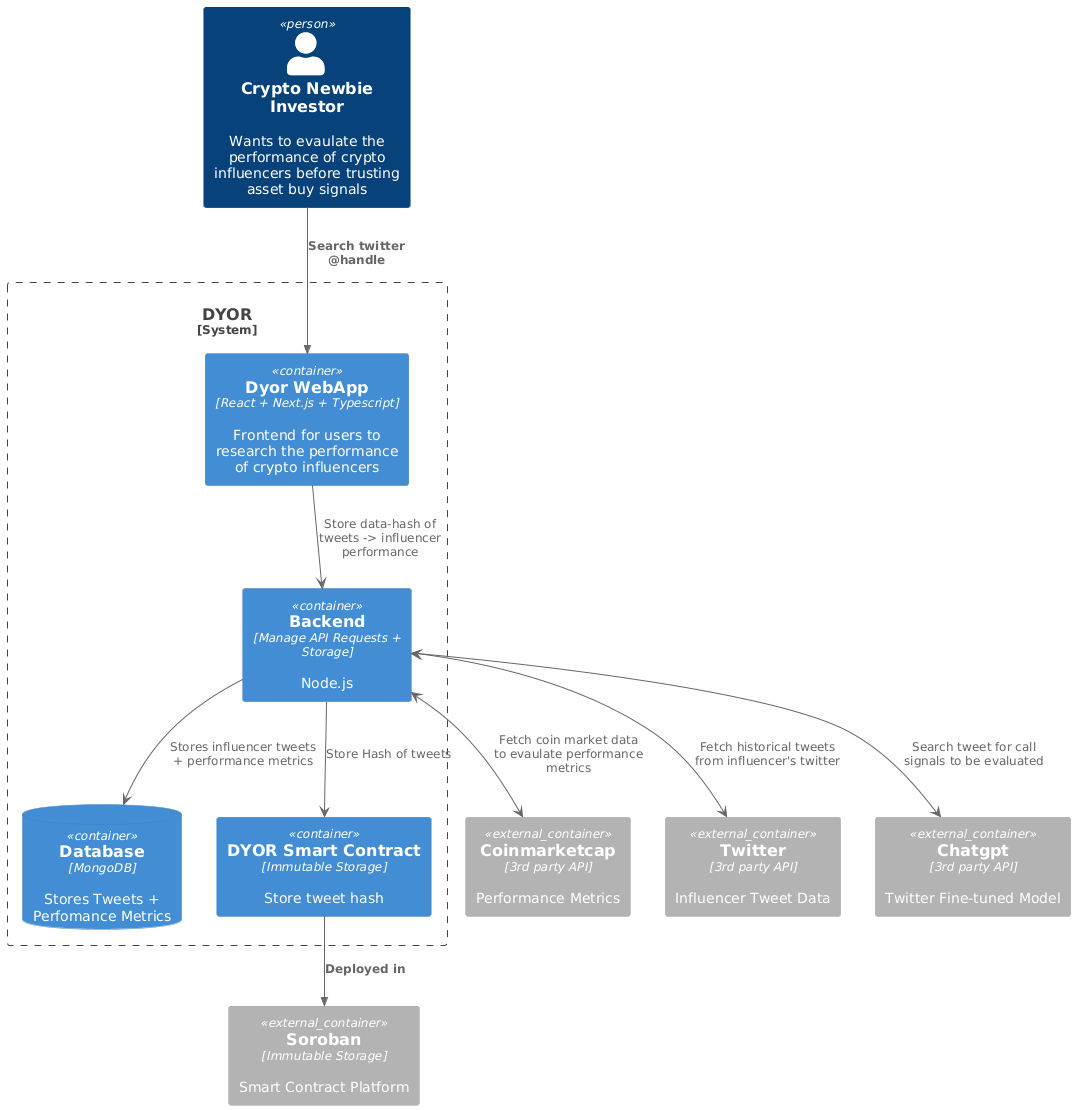 «person»
Crypto Newbie
Investor
Wants to evaulate the
performance of crypto
influencers before trusting
asset buy signals
Search twitter
@handle
DYOR
[System]
«container»
Dyor WebApp
[React + Next.js + Typescript]
Frontend for users to
research the performance
of crypto influencers
Store data-hash of
tweets -> influencer
performance
«container»
Backend
[Manage API Requests +
Storage]
Node.js
Stores influencer tweets
+ performance metrics
Store Hash of tweets
Fetch coin market data
to evaulate performance
metrics
Fetch historical tweets
from influencer's twitter
Search tweet for call
signals to be evaluated
«container»
Database
[MongoDB]
Stores Tweets +
Perfomance Metrics
«container»
DYOR Smart Contract
[Immutable Storage]
Store tweet hash
«external_container»
Coinmarketcap
[3rd party API]
Performance Metrics
«external_container»
Twitter
[3rd party API]
Influencer Tweet Data
«external_container»
Chatgpt
[3rd party API]
Twitter Fine-tuned Model
Deployed in
«external_container»
Soroban
[Immutable Storage]
Smart Contract Platform